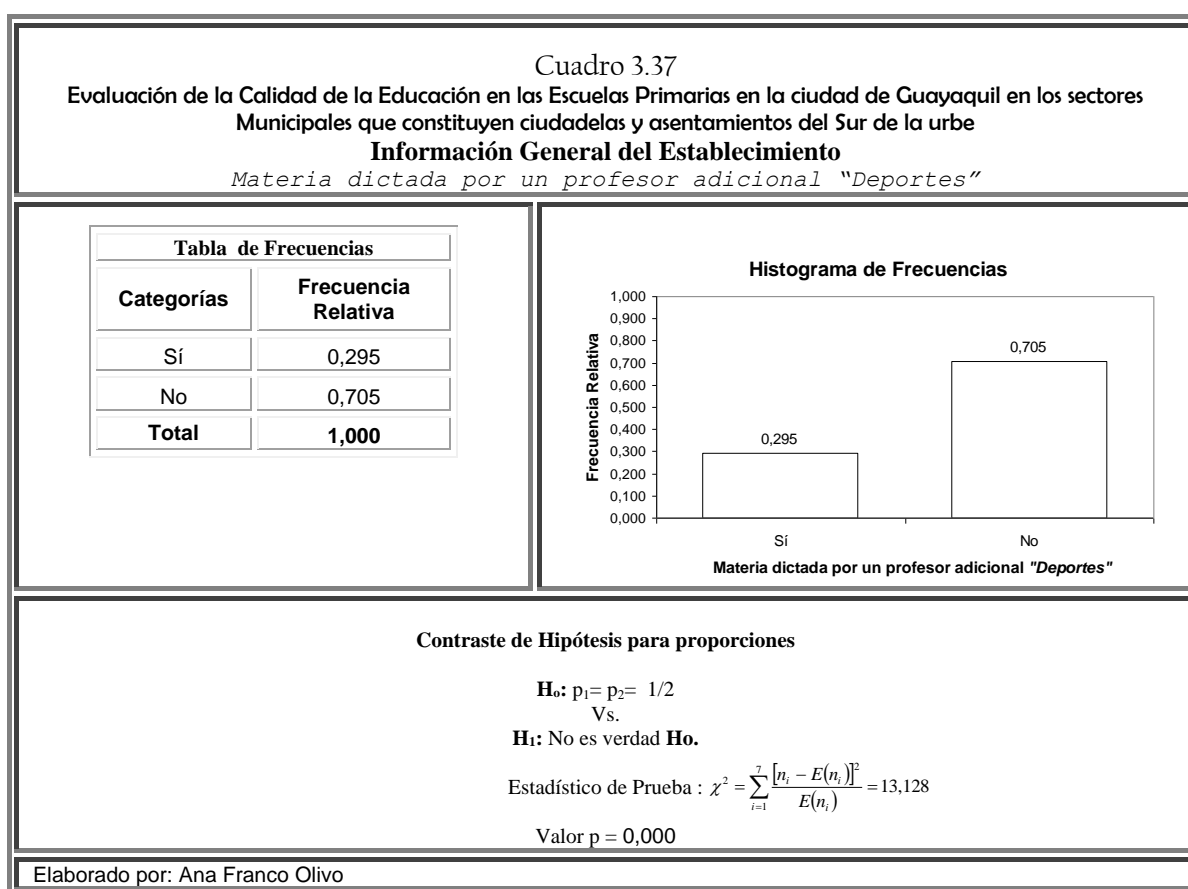 Cuadro 3.37
Evaluación de la Calidad de la Educación en las Escuelas Primarias en la ciudad de Guayaquil en los sectores
Municipales que constituyen ciudadelas y asentamientos del Sur de la urbe
Información General del Establecimiento
Materia dictada por un profesor adicional “Deportes”
Tabla de Frecuencias
Categorías Frecuencia Relativa
Sí 0,295
No 0,705
Total 1,000
Histograma de Frecuencias
Frecuencia Relativa
1,000
0,900
0,800
0,700
0,600
0,500
0,400
0,300
0,200
0,100
0,000
0,295
0,705
Sí No
Materia dictada por un profesor adicional "Deportes"
Contraste de Hipótesis para proporciones
Ho: p₁= p₂= 1/2
Vs.
H₁: No es verdad Ho.
Estadístico de Prueba : χ² = ∑ i=1 7 [nᵢ − E(nᵢ)]² / E(nᵢ) = 13,128
Valor p = 0,000
Elaborado por: Ana Franco Olivo